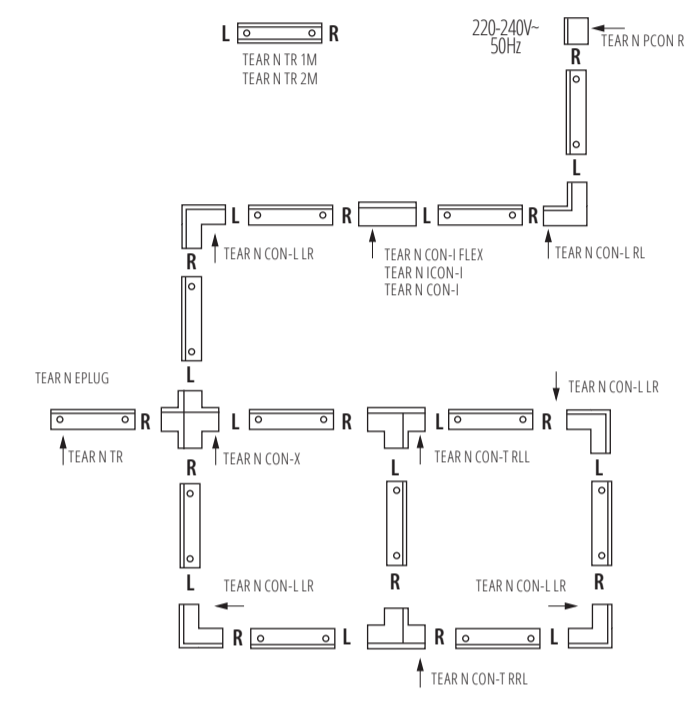 L R
220-240V~
50Hz
TEAR N PCON R
TEAR N TR 1M
TEAR N TR 2M
R
L
L R L R
TEAR N CON-L LR
TEAR N CON-I FLEX
TEAR N ICON-I
TEAR N CON-I
TEAR N CON-L RL
R
L
TEAR N EPLUG
TEAR N CON-L LR
R L R L R
TEAR N TR
TEAR N CON-X
TEAR N CON-T RLL
R L L
L R R
TEAR N CON-L LR
TEAR N CON-L LR
R L R L
TEAR N CON-T RRL